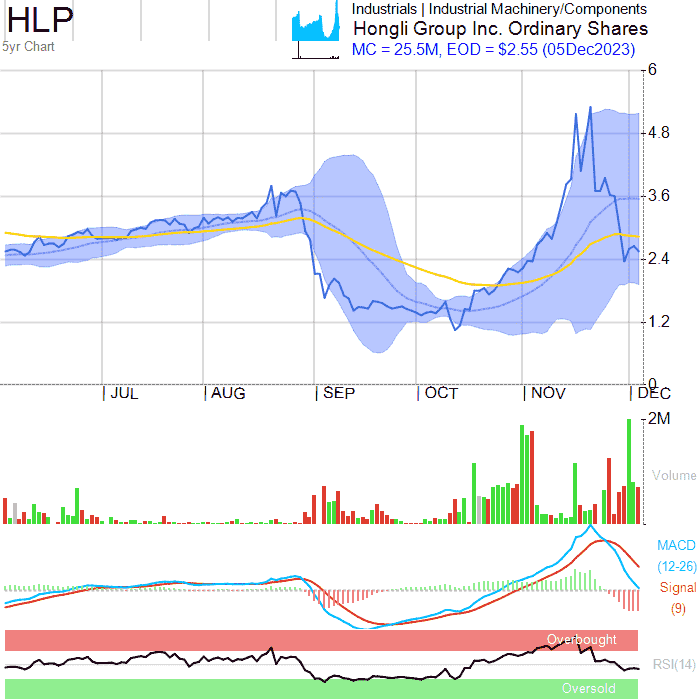 HLP
Industrials | Industrial Machinery/Components
Hongli Group Inc. Ordinary Shares
5yr Chart
MC = 25.5M, EOD = $2.55 (05Dec2023)
6
4.8
3.6
2.4
1.2
0
JUL AUG SEP OCT NOV DEC
2M
Volume
MACD
(12-26)
Signal
(9)
Overbought
RSI(14)
Oversold